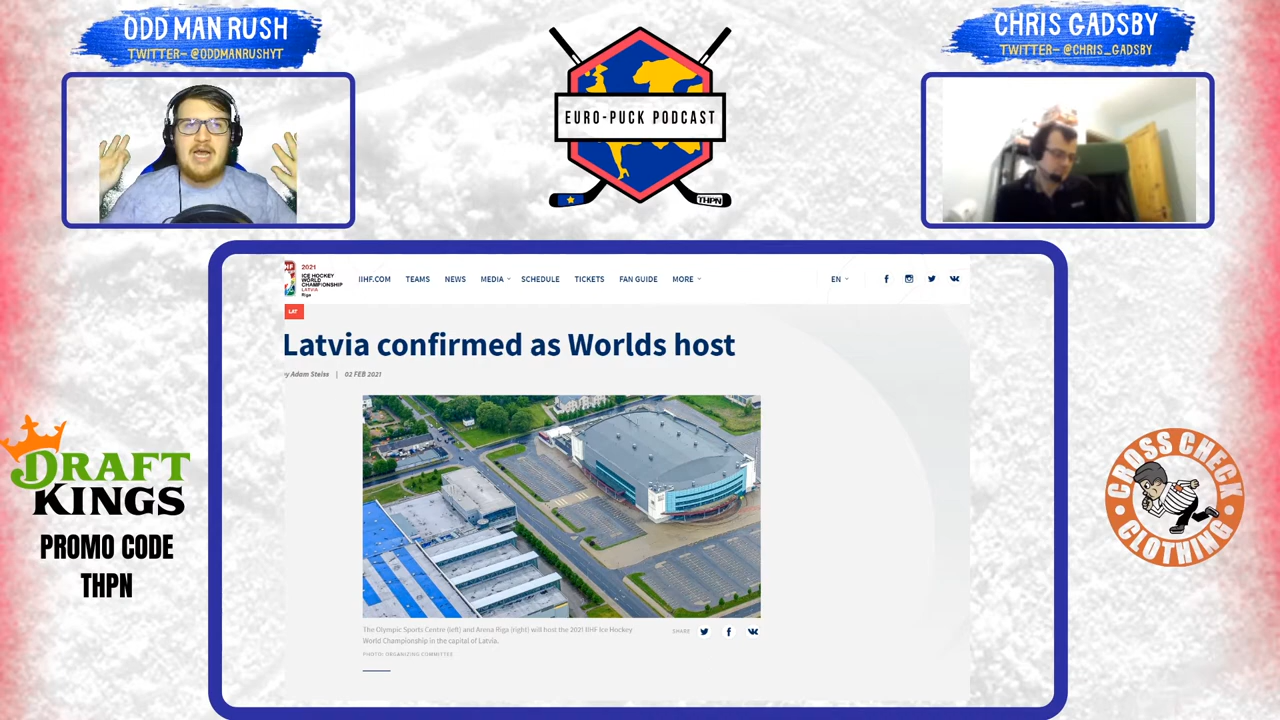 ODD MAN RUSH
TWITTER- @ODDMANRUSHYT
CHRIS GADSBY
TWITTER- @CHRIS_GADSBY
EURO-PUCK PODCAST
THPN
2021
ICE HOCKEY
WORLD
CHAMPIONSHIP
LATVIA
Riga
IIHF.COM TEAMS NEWS MEDIA SCHEDULE TICKETS FAN GUIDE MORE EN
LAT
Latvia confirmed as Worlds host
y Adam Steiss | 02 FEB 2021
The Olympic Sports Centre (left) and Arena Riga (right) will host the 2021 IIHF Ice Hockey
World Championship in the capital of Latvia.
PHOTO: ORGANIZING COMMITTEE
SHARE
DRAFT
KINGS
PROMO CODE
THPN
CROSS CHECK
CLOTHING